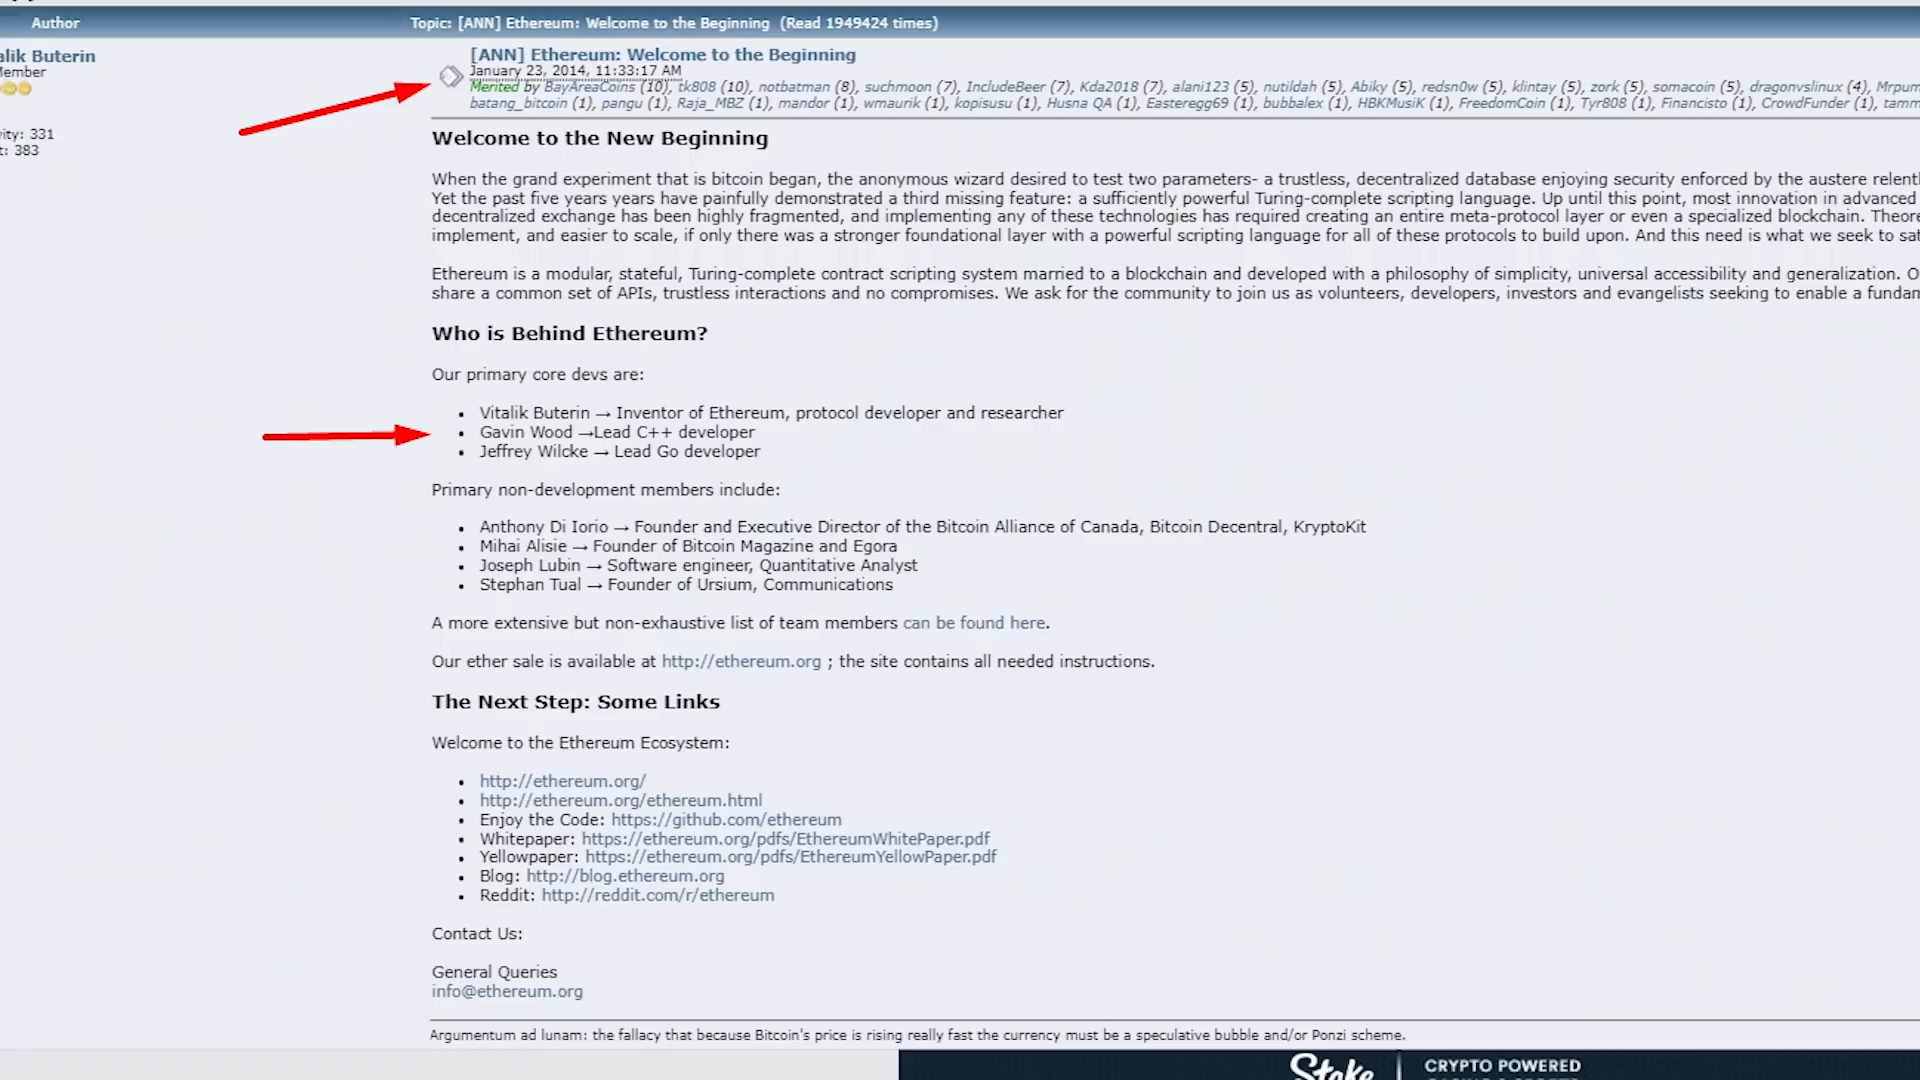 Author
Topic: [ANN] Ethereum: Welcome to the Beginning (Read 1949424 times)
alik Buterin
Member
ity: 331
t: 383
[ANN] Ethereum: Welcome to the Beginning
January 23, 2014, 11:33:17 AM
Merited by BayAreaCoins (10), tk808 (10), notbatman (8), suchmoon (7), IncludeBeer (7), Kda2018 (7), alani123 (5), nutildah (5), Abiky (5), redsn0w (5), klintay (5), zork (5), somacoin (5), dragonvslinux (4), Mrpum
batang_bitcoin (1), pangu (1), Raja_MBZ (1), mandor (1), wmaurik (1), kopisusu (1), Husna QA (1), Easteregg69 (1), bubbalex (1), HBKMusiK (1), FreedomCoin (1), Tyr808 (1), Financisto (1), CrowdFunder (1), tamm
Welcome to the New Beginning
When the grand experiment that is bitcoin began, the anonymous wizard desired to test two parameters- a trustless, decentralized database enjoying security enforced by the austere relentl
Yet the past five years years have painfully demonstrated a third missing feature: a sufficiently powerful Turing-complete scripting language. Up until this point, most innovation in advanced
decentralized exchange has been highly fragmented, and implementing any of these technologies has required creating an entire meta-protocol layer or even a specialized blockchain. Theore
implement, and easier to scale, if only there was a stronger foundational layer with a powerful scripting language for all of these protocols to build upon. And this need is what we seek to sat
Ethereum is a modular, stateful, Turing-complete contract scripting system married to a blockchain and developed with a philosophy of simplicity, universal accessibility and generalization. O
share a common set of APIs, trustless interactions and no compromises. We ask for the community to join us as volunteers, developers, investors and evangelists seeking to enable a fundam
Who is Behind Ethereum?
Our primary core devs are:
• Vitalik Buterin → Inventor of Ethereum, protocol developer and researcher
• Gavin Wood →Lead C++ developer
• Jeffrey Wilcke → Lead Go developer
Primary non-development members include:
• Anthony Di Iorio → Founder and Executive Director of the Bitcoin Alliance of Canada, Bitcoin Decentral, KryptoKit
• Mihai Alisie → Founder of Bitcoin Magazine and Egora
• Joseph Lubin → Software engineer, Quantitative Analyst
• Stephan Tual → Founder of Ursium, Communications
A more extensive but non-exhaustive list of team members can be found here.
Our ether sale is available at http://ethereum.org ; the site contains all needed instructions.
The Next Step: Some Links
Welcome to the Ethereum Ecosystem:
• http://ethereum.org/
• http://ethereum.org/ethereum.html
• Enjoy the Code: https://github.com/ethereum
• Whitepaper: https://ethereum.org/pdfs/EthereumWhitePaper.pdf
• Yellowpaper: https://ethereum.org/pdfs/EthereumYellowPaper.pdf
• Blog: http://blog.ethereum.org
• Reddit: http://reddit.com/r/ethereum
Contact Us:
General Queries
info@ethereum.org
Argumentum ad lunam: the fallacy that because Bitcoin's price is rising really fast the currency must be a speculative bubble and/or Ponzi scheme.
Stake
CRYPTO POWERED